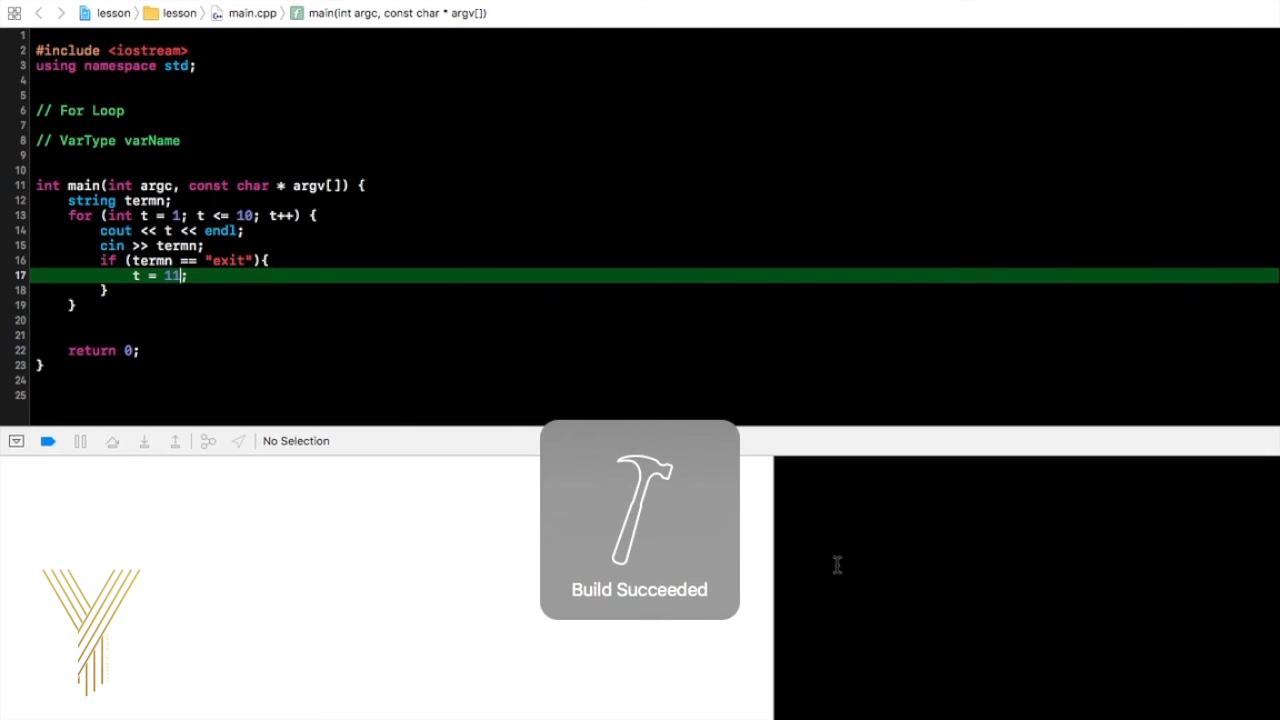 lesson lesson main.cpp main(int argc, const char * argv[])
1
2 #include <iostream>
3 using namespace std;
4
5
6 // For Loop
7
8 // VarType varName
9
10
11 int main(int argc, const char * argv[]) {
12 string termn;
13 for (int t = 1; t <= 10; t++) {
14 cout << t << endl;
15 cin >> termn;
16 if (termn == "exit"){
17 t = 11;
18 }
19 }
20
21
22 return 0;
23 }
24
25
No Selection
Build Succeeded